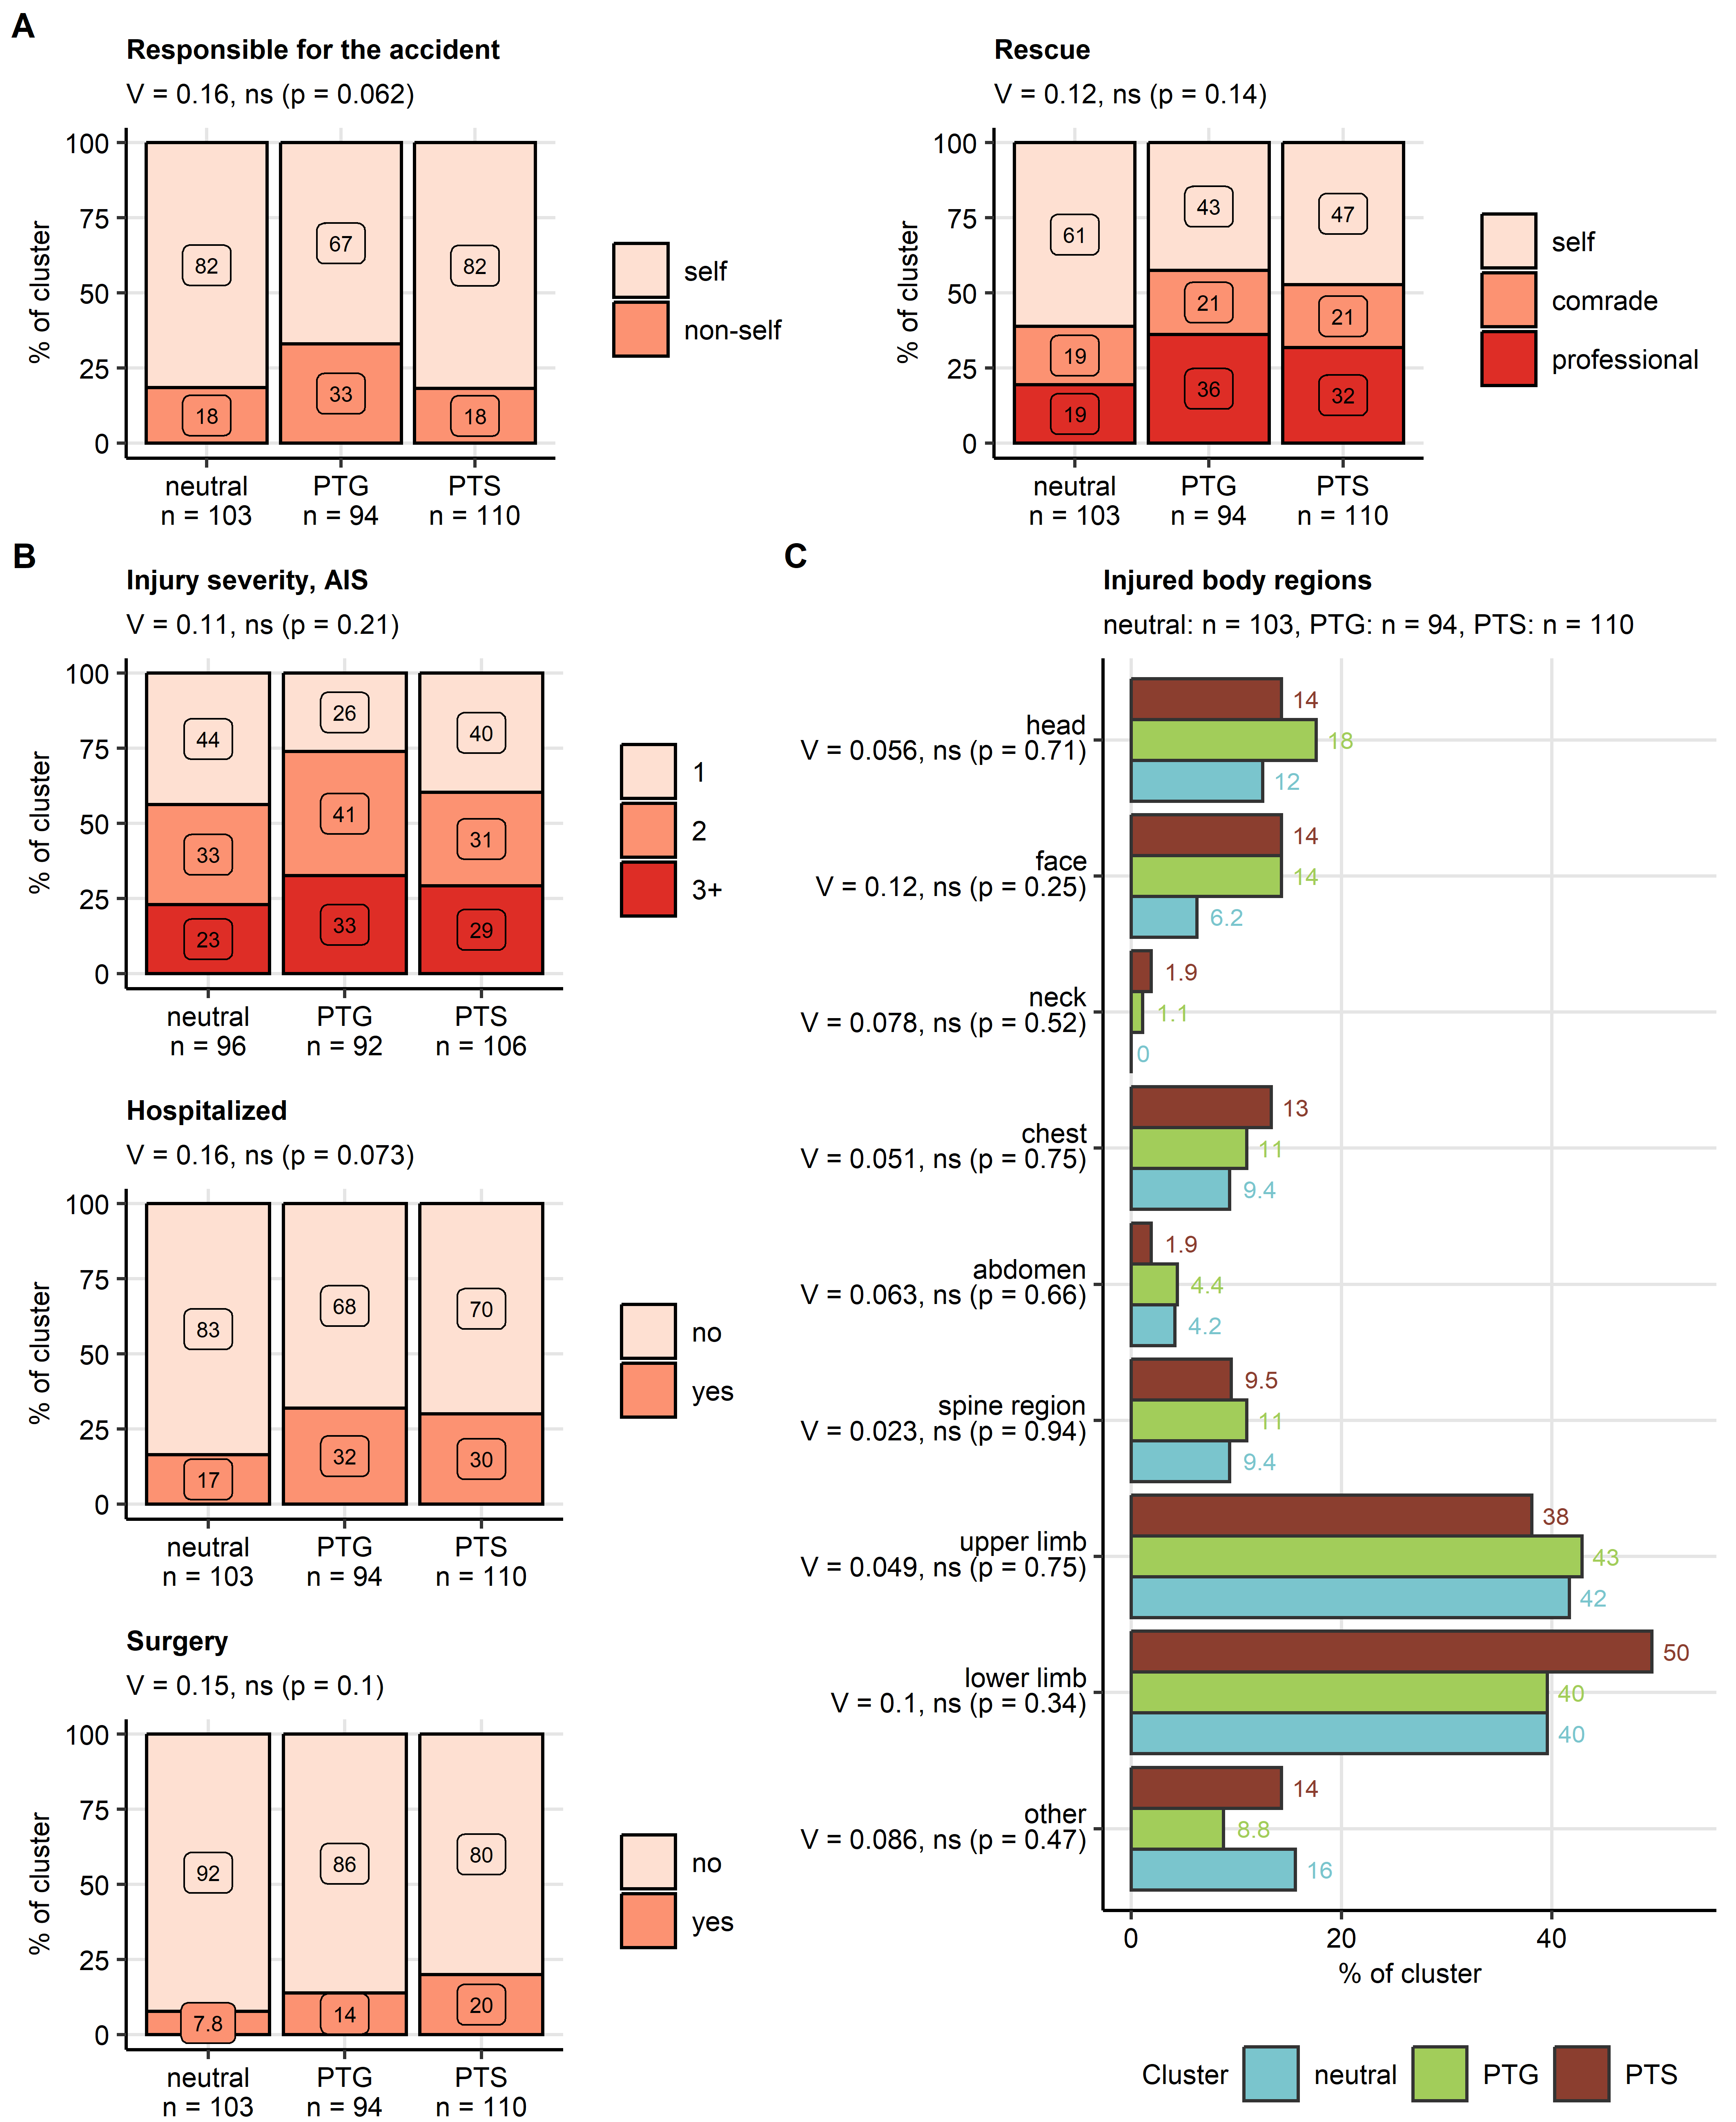 A
Responsible for the accident
V = 0.16, ns (p = 0.062)
% of cluster
100
75
50
25
0
82
18
67
33
82
18
neutral
n = 103
PTG
n = 94
PTS
n = 110
self
non-self
Rescue
V = 0.12, ns (p = 0.14)
% of cluster
100
75
50
25
0
61
19
19
43
21
36
47
21
32
neutral
n = 103
PTG
n = 94
PTS
n = 110
self
comrade
professional
B
Injury severity, AIS
V = 0.11, ns (p = 0.21)
% of cluster
100
75
50
25
0
44
33
23
26
41
33
40
31
29
neutral
n = 96
PTG
n = 92
PTS
n = 106
1
2
3+
Hospitalized
V = 0.16, ns (p = 0.073)
% of cluster
100
75
50
25
0
83
17
68
32
70
30
neutral
n = 103
PTG
n = 94
PTS
n = 110
no
yes
Surgery
V = 0.15, ns (p = 0.1)
% of cluster
100
75
50
25
0
92
7.8
86
14
80
20
neutral
n = 103
PTG
n = 94
PTS
n = 110
no
yes
C
Injured body regions
neutral: n = 103, PTG: n = 94, PTS: n = 110
head
V = 0.056, ns (p = 0.71)
14
18
12
face
V = 0.12, ns (p = 0.25)
14
14
6.2
neck
V = 0.078, ns (p = 0.52)
1.9
1.1
0
chest
V = 0.051, ns (p = 0.75)
13
11
9.4
abdomen
V = 0.063, ns (p = 0.66)
1.9
4.4
4.2
spine region
V = 0.023, ns (p = 0.94)
9.5
11
9.4
upper limb
V = 0.049, ns (p = 0.75)
38
43
42
lower limb
V = 0.1, ns (p = 0.34)
50
40
40
other
V = 0.086, ns (p = 0.47)
14
8.8
16
0
20
40
% of cluster
Cluster
neutral
PTG
PTS